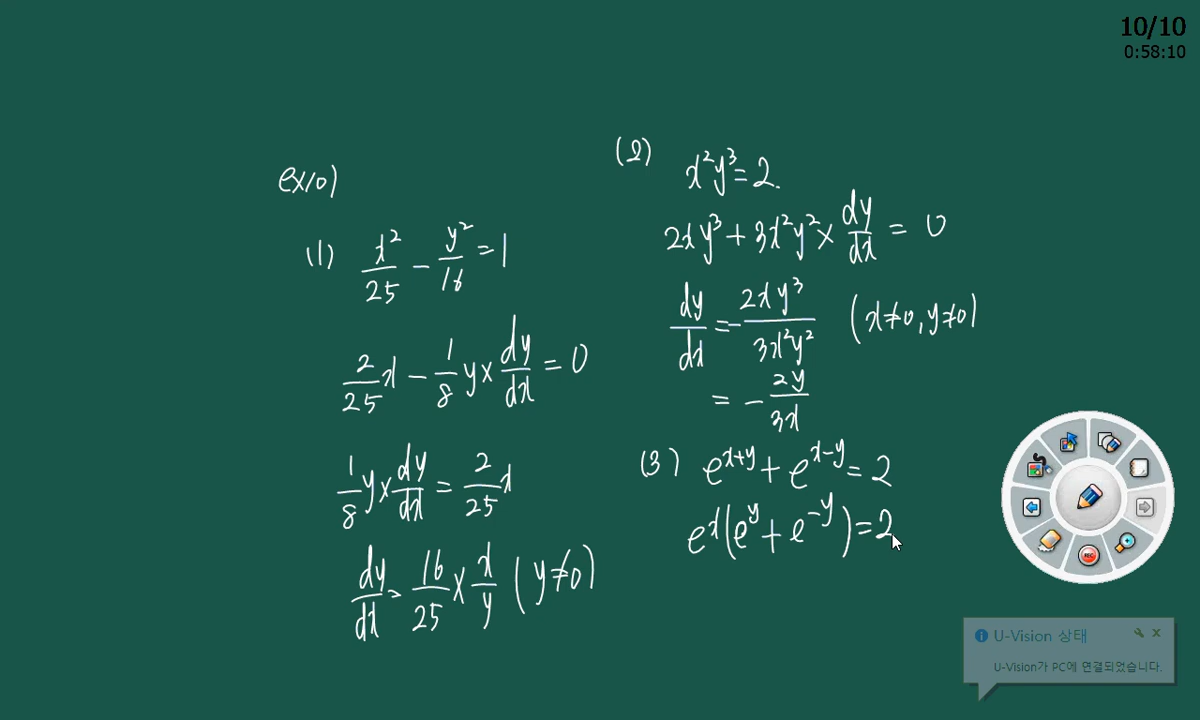 10/10
0:58:10
ex10)
(1) x²/25 - y²/16 = 1
2/25 x - 1/8 y × dy/dx = 0
1/8 y × dy/dx = 2/25 x
dy/dx = 16/25 × x/y (y≠0)
(2) x²y³ = 2.
2xy³ + 3x²y² × dy/dx = 0
dy/dx = - 2xy³/3x²y² (x≠0, y≠0)
= - 2y/3x
(3) e^(x+y) + e^(x-y) = 2
e^x(e^y + e^(-y)) = 2
U-Vision 상태
U-Vision가 PC에 연결되었습니다.